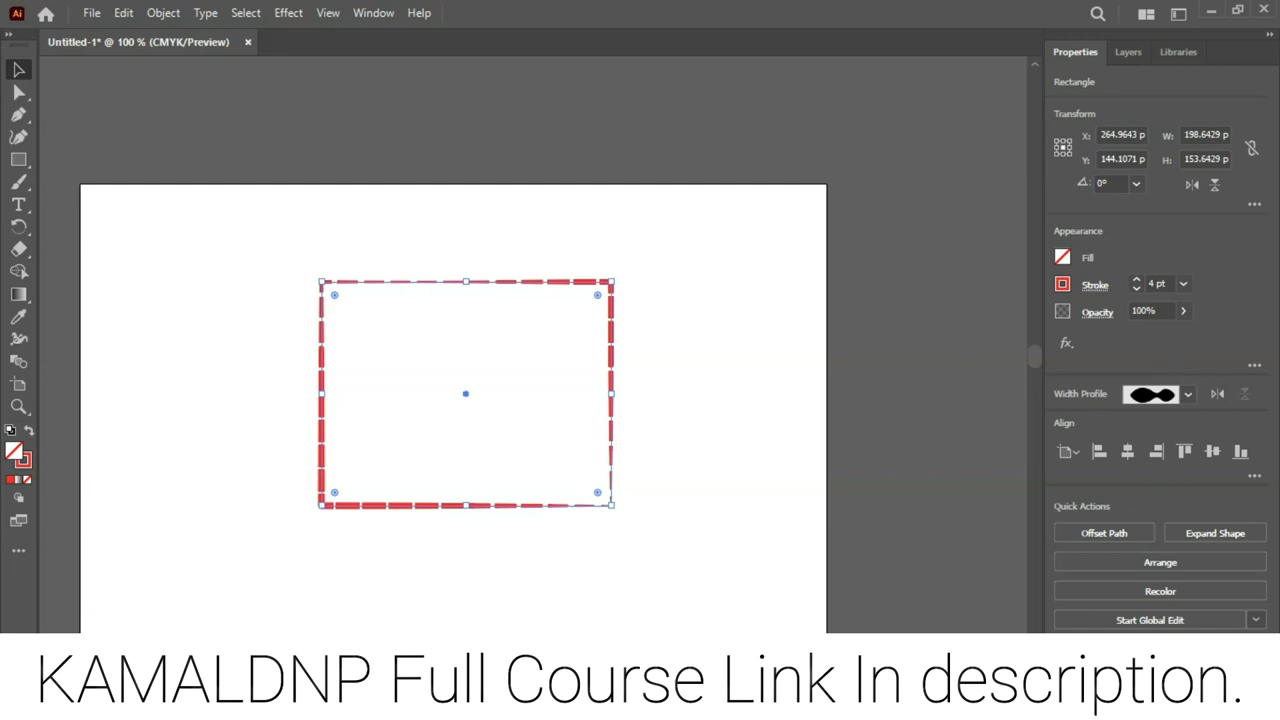 Ai
File Edit Object Type Select Effect View Window Help
Untitled-1* @ 100 % (CMYK/Preview)
Properties Layers Libraries
Rectangle
Transform
X: 264.9643 p W: 198.6429 p
Y: 144.1071 p H: 153.6429 p
0°
Appearance
Fill
Stroke 4 pt
Opacity 100%
fx.
Width Profile
Align
Quick Actions
Offset Path Expand Shape
Arrange
Recolor
Start Global Edit
KAMALDNP Full Course Link In description.